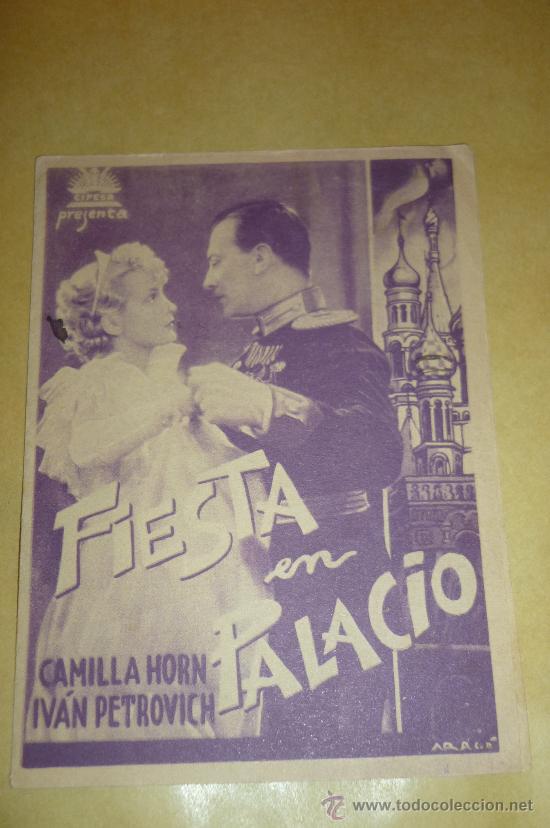 CIFESA
presenta
FIESTA
en
PALACIO
CAMILLA HORN
IVÁN PETROVICH
© www.todocoleccion.net